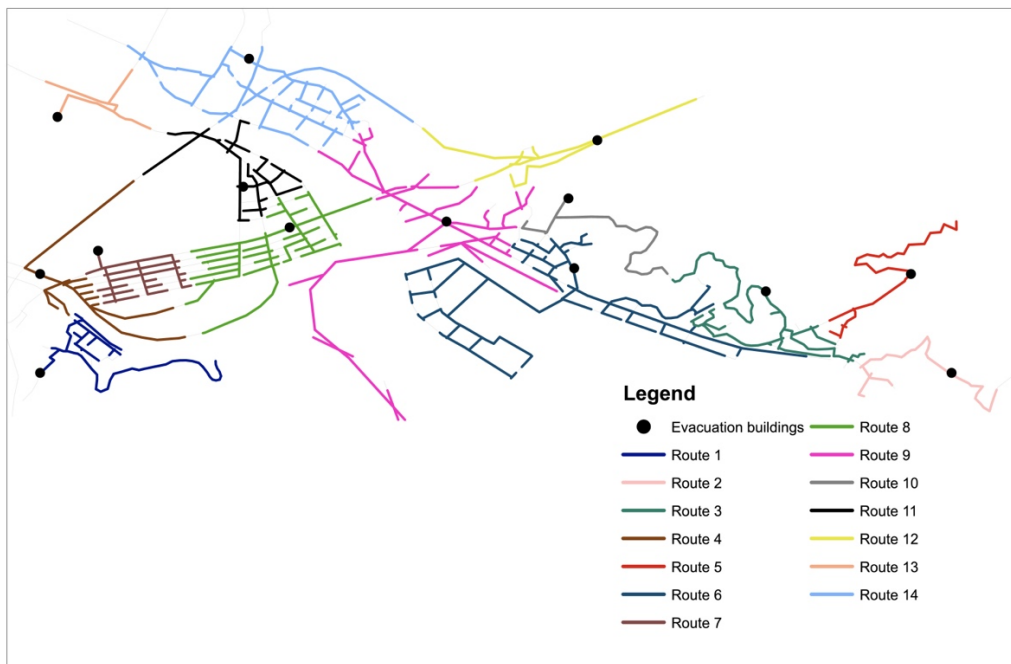 Legend
Evacuation buildings
Route 1
Route 2
Route 3
Route 4
Route 5
Route 6
Route 7
Route 8
Route 9
Route 10
Route 11
Route 12
Route 13
Route 14